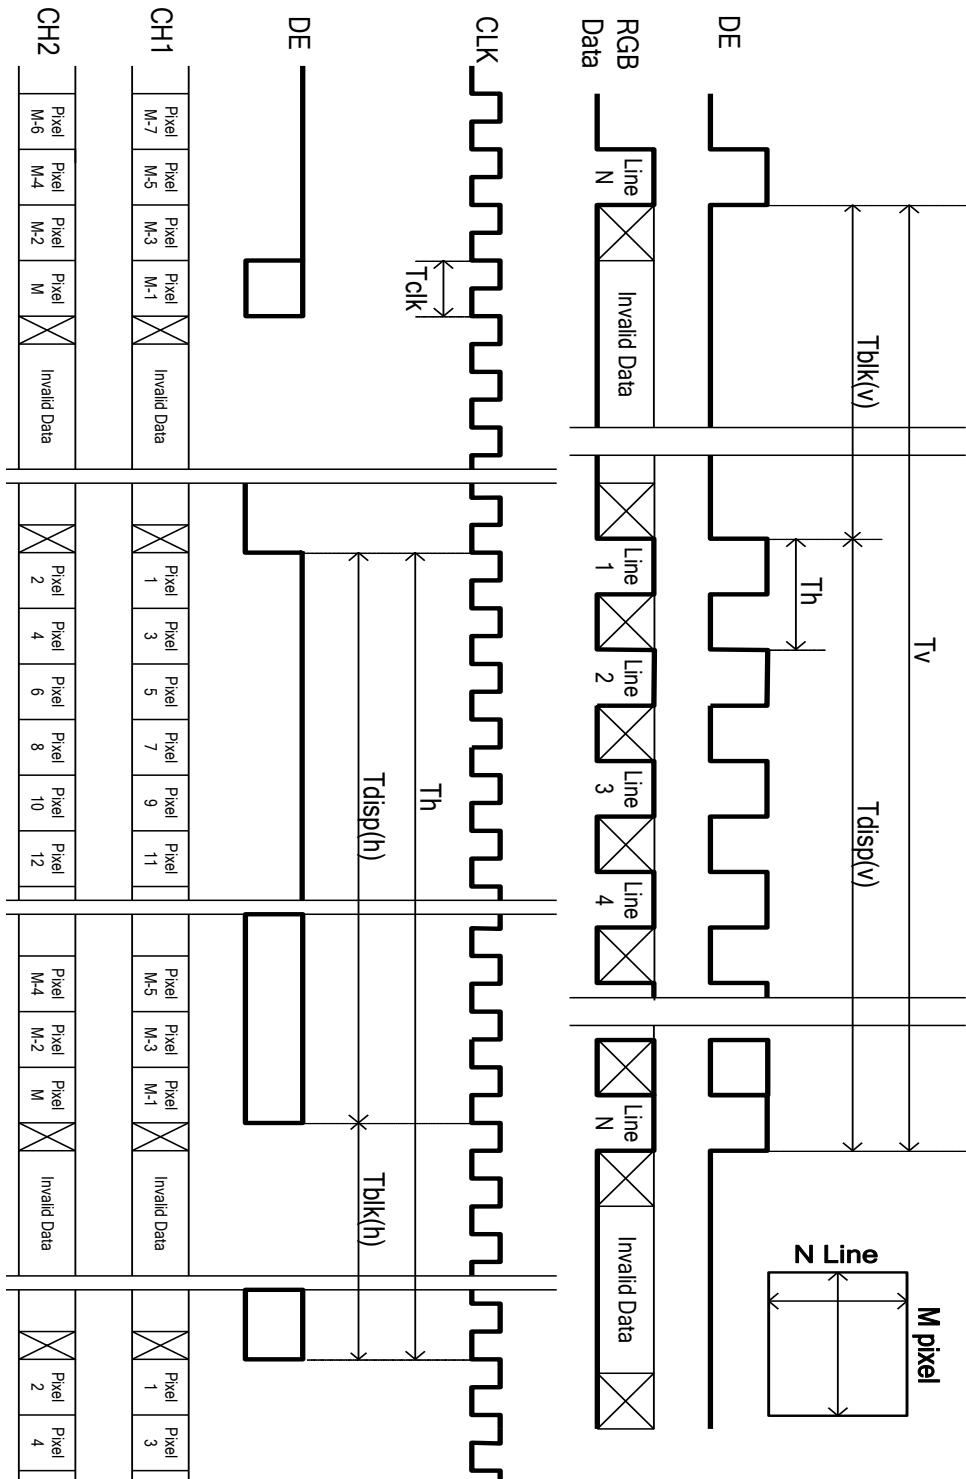 DE
RGB
Data
Line
N
Invalid Data
Line
1
Line
2
Line
3
Line
4
Line
N
Invalid Data
Tv
Tblk(v)
Tdisp(v)
Th
N Line
M pixel
CLK
Tclk
DE
Th
Tdisp(h)
Tblk(h)
CH1
Pixel
M-7
Pixel
M-5
Pixel
M-3
Pixel
M-1
Invalid Data
Pixel
1
Pixel
3
Pixel
5
Pixel
7
Pixel
9
Pixel
11
Pixel
M-5
Pixel
M-3
Pixel
M-1
Invalid Data
Pixel
1
Pixel
3
CH2
Pixel
M-6
Pixel
M-4
Pixel
M-2
Pixel
M
Invalid Data
Pixel
2
Pixel
4
Pixel
6
Pixel
8
Pixel
10
Pixel
12
Pixel
M-4
Pixel
M-2
Pixel
M
Invalid Data
Pixel
2
Pixel
4